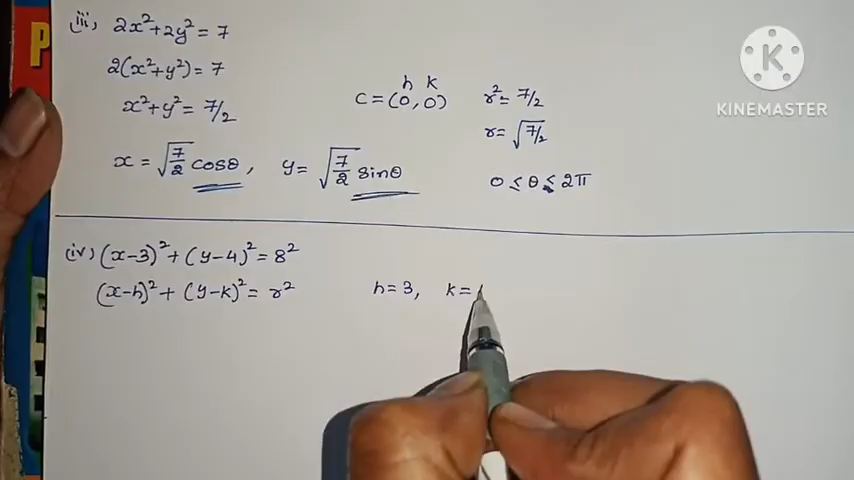 (iii) 2x²+2y² = 7
2(x²+y²) = 7
x²+y² = 7/2
h k
C = (0, 0)
r² = 7/2
r = √7/2
x = √7/2 cosθ, y = √7/2 sinθ
0 ≤ θ ≤ 2π
(iv) (x-3)² + (y-4)² = 8²
(x-h)² + (y-k)² = r²
h = 3, k =
K
KINEMASTER
P